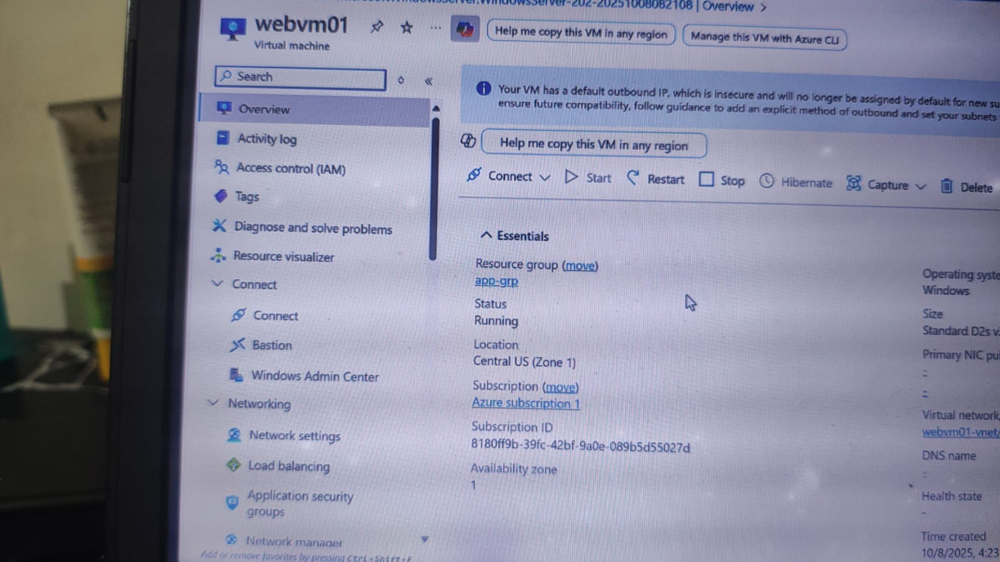 WindowsServer-202-20251008082108 | Overview >
webvm01
Virtual machine
Help me copy this VM in any region
Manage this VM with Azure CLI
Search
Overview
Activity log
Access control (IAM)
Tags
Diagnose and solve problems
Resource visualizer
Connect
Connect
Bastion
Windows Admin Center
Networking
Network settings
Load balancing
Application security
groups
Network manager
Add or remove favorites by pressing Ctrl+Shift+F
Your VM has a default outbound IP, which is insecure and will no longer be assigned by default for new su
ensure future compatibility, follow guidance to add an explicit method of outbound and set your subnets
Help me copy this VM in any region
Connect
Start
Restart
Stop
Hibernate
Capture
Delete
Essentials
Resource group (move)
app-grp
Status
Running
Location
Central US (Zone 1)
Subscription (move)
Azure subscription 1
Subscription ID
8180ff9b-39fc-42bf-9a0e-089b5d55027d
Availability zone
1
Operating syste
Windows
Size
Standard D2s v
Primary NIC pu
-
-
Virtual network
webvm01-vnet/
DNS name
-
Health state
-
Time created
10/8/2025, 4:23